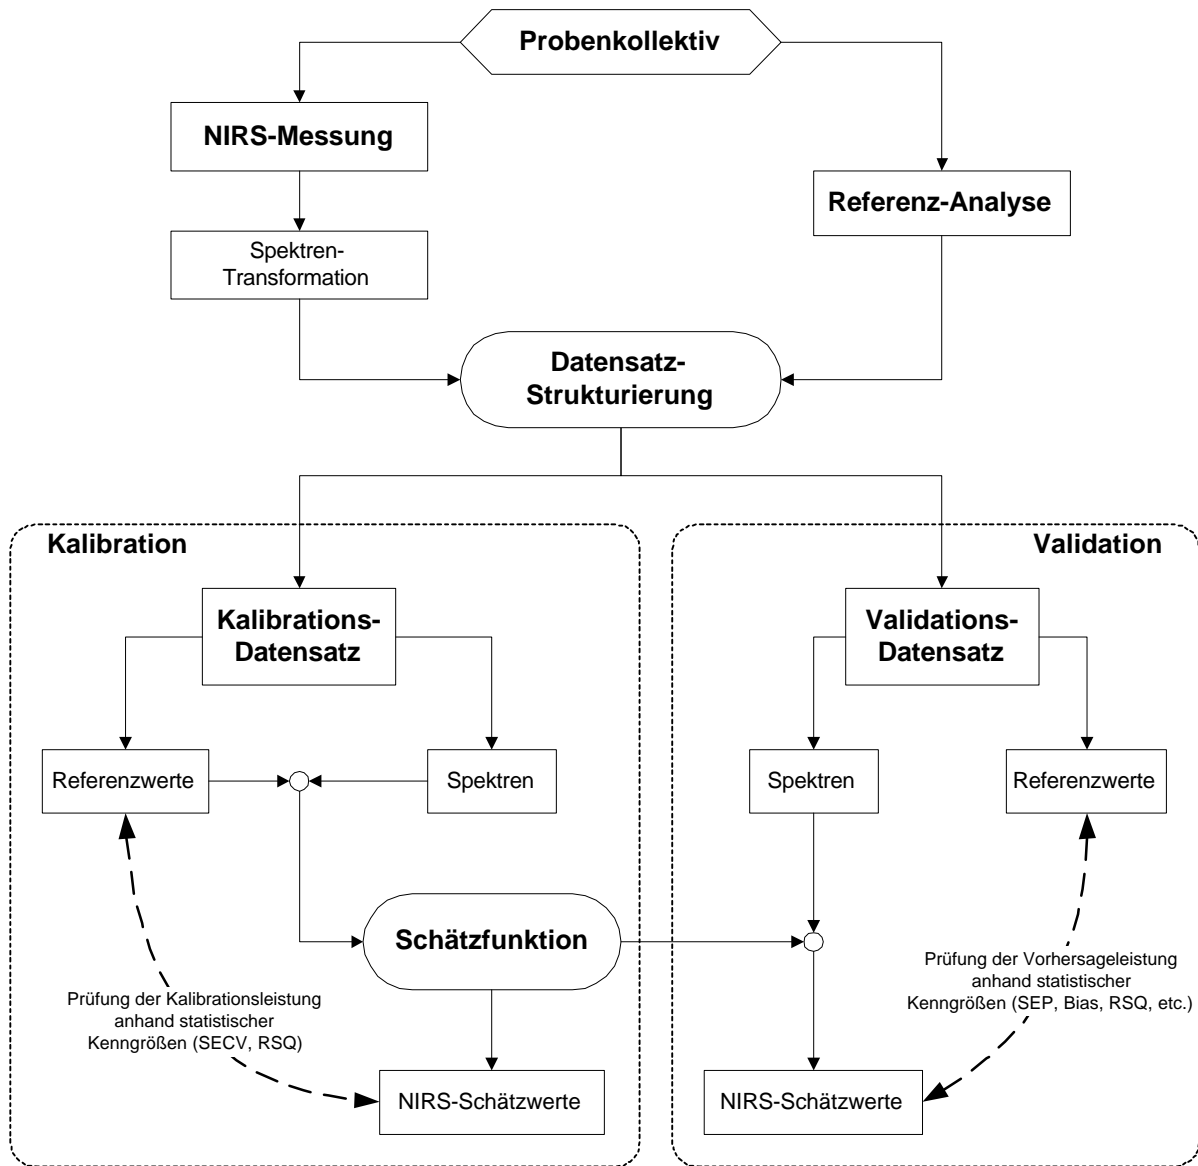 Probenkollektiv
NIRS-Messung
Referenz-Analyse
Spektren-
Transformation
Datensatz-
Strukturierung
Kalibration
Kalibrations-
Datensatz
Referenzwerte
Spektren
Schätzfunktion
Prüfung der Kalibrationsleistung
anhand statistischer
Kenngrößen (SECV, RSQ)
NIRS-Schätzwerte
Validation
Validations-
Datensatz
Spektren
Referenzwerte
Prüfung der Vorhersageleistung
anhand statistischer
Kenngrößen (SEP, Bias, RSQ, etc.)
NIRS-Schätzwerte